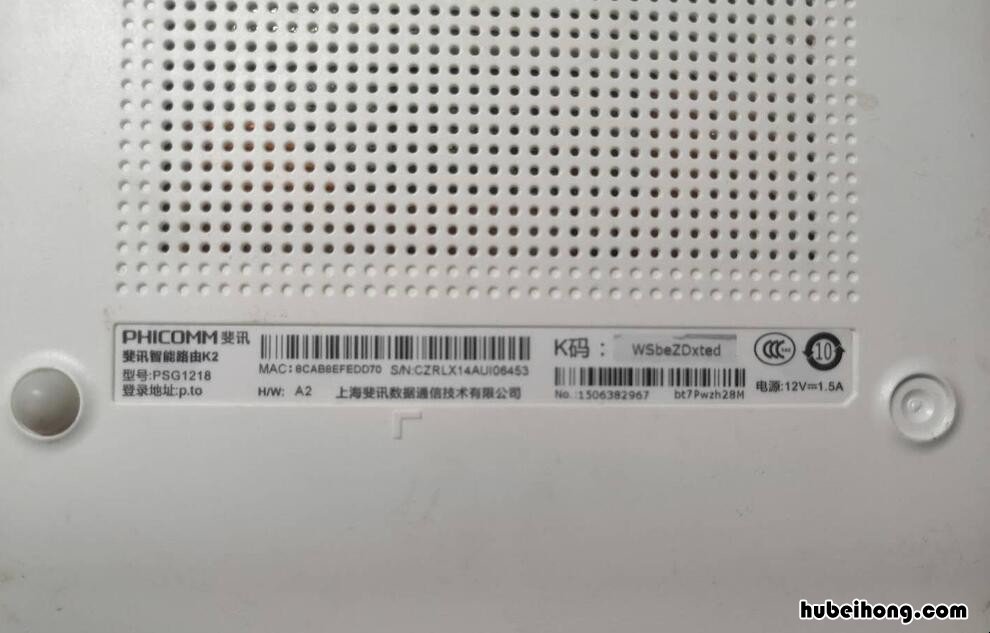 PHICOMM 斐讯
斐讯智能路由K2
型号:PSG1218
登录地址:p.to
MAC:8CAB8EFEDD70 S/N:CZRLX14AUI06453
H/W: A2 上海斐讯数据通信技术有限公司
K码: WSbeZDxted
No.:1506382967 bt7Pwzh28M
CCC
10
电源:12V⎓1.5A
hubeihong.com